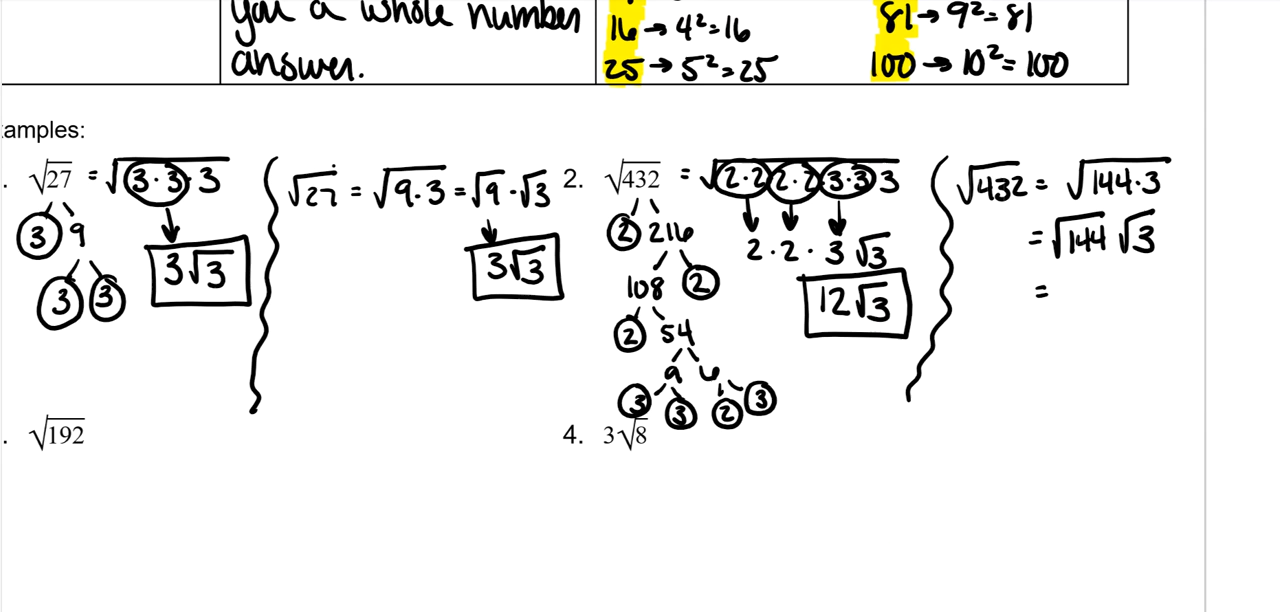 you a whole number
answer.
16 → 4²=16
25 → 5²=25
81 → 9²=81
100 → 10²=100
amples:
. √27 = √3·3·3
3 9
3 3
3√3
√27 = √9·3 = √9·√3
3√3
2. √432 = √2·2·2·2·3·3·3
2 216
108 2
2 54
9 6
3 3 2 3
2·2·3√3
12√3
√432 = √144·3
= √144 √3
=
. √192
4. 3√8